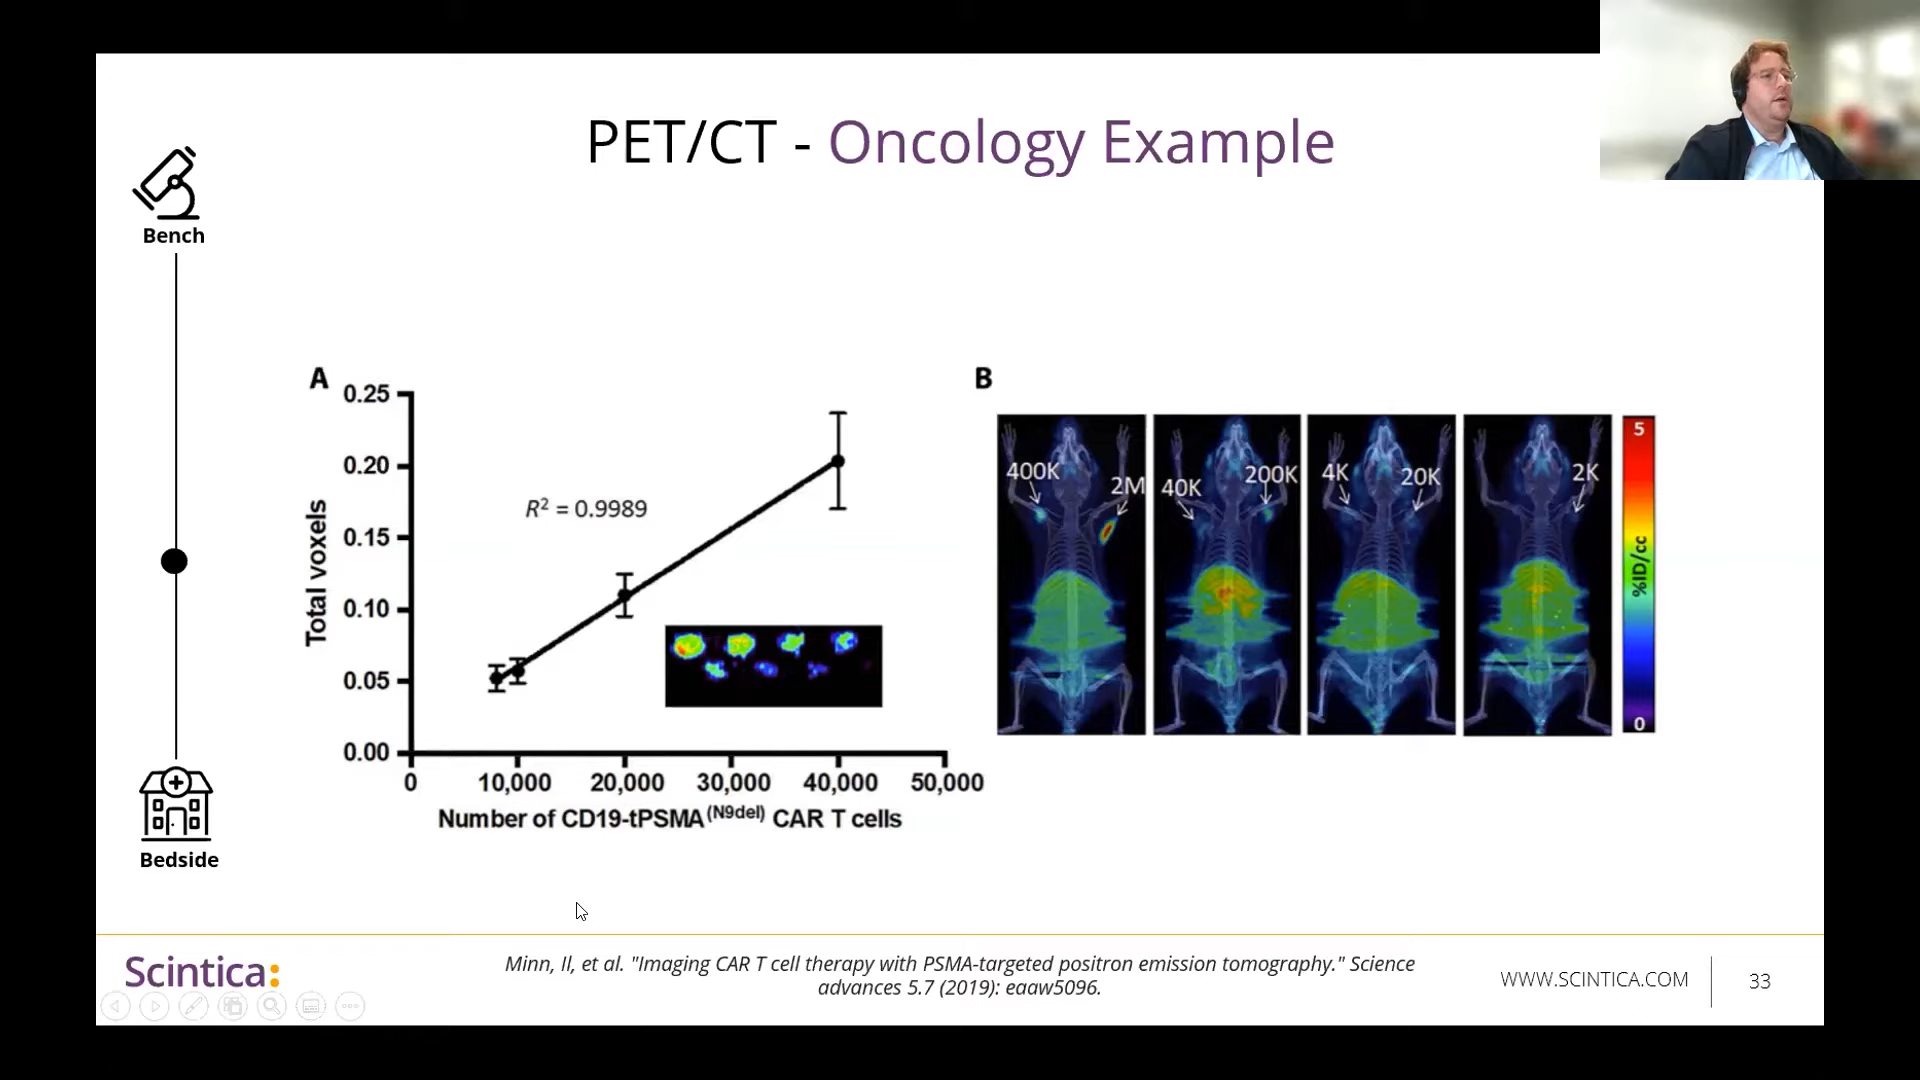 PET/CT - Oncology Example
Bench
Bedside
A
0.25
0.20
0.15
0.10
0.05
0.00
Total voxels
R² = 0.9989
0 10,000 20,000 30,000 40,000 50,000
Number of CD19-tPSMA(N9del) CAR T cells
B
400K 2M 40K 200K 4K 20K 2K
5
%ID/cc
0
Scintica:
Minn, Il, et al. "Imaging CAR T cell therapy with PSMA-targeted positron emission tomography." Science
advances 5.7 (2019): eaaw5096.
WWW.SCINTICA.COM
33